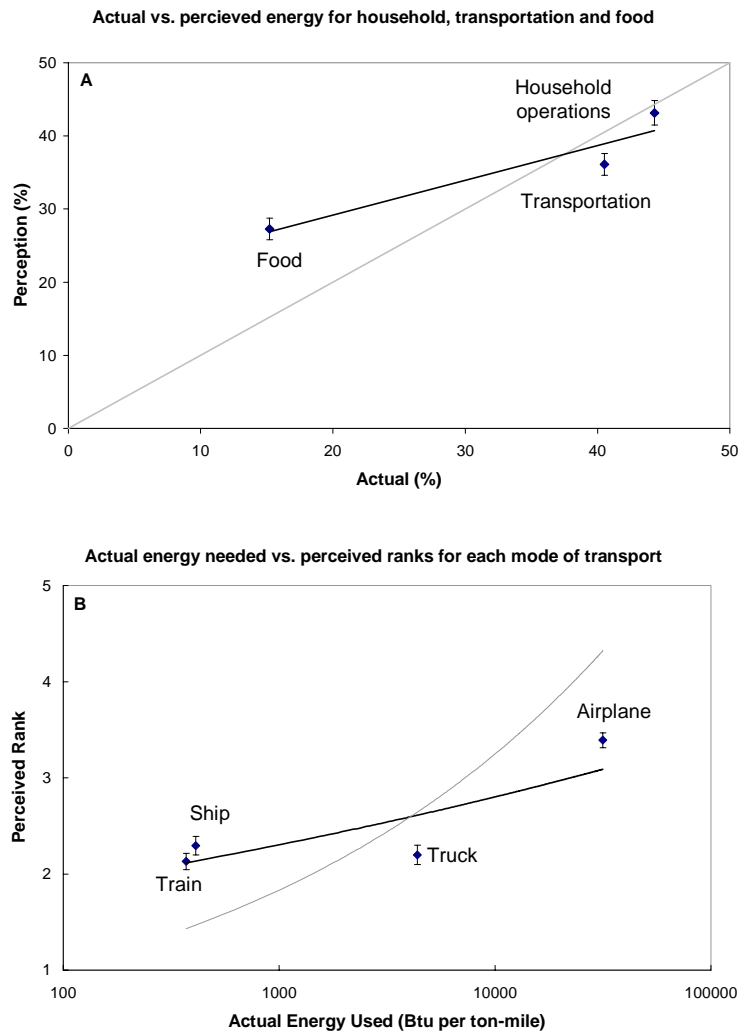 Actual vs. percieved energy for household, transportation and food
A
50
40
30
20
10
0
Perception (%)
Household
operations
Transportation
Food
0 10 20 30 40 50
Actual (%)
Actual energy needed vs. perceived ranks for each mode of transport
B
5
4
3
2
1
Perceived Rank
Airplane
Ship
Truck
Train
100 1000 10000 100000
Actual Energy Used (Btu per ton-mile)